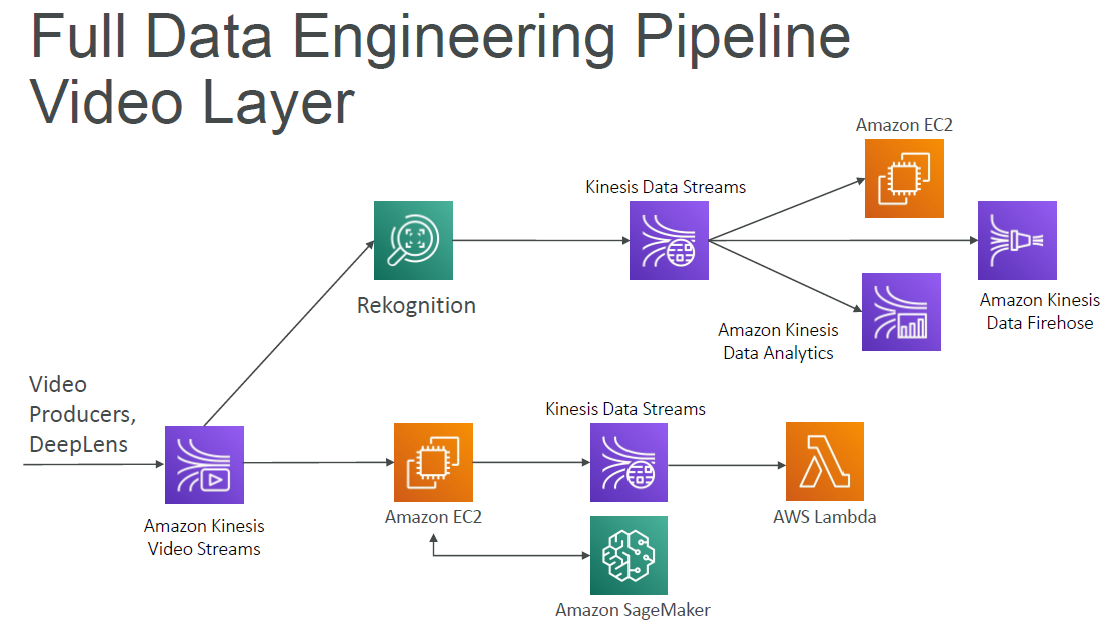 Full Data Engineering Pipeline
Video Layer
Amazon EC2
Kinesis Data Streams
Rekognition
Amazon Kinesis
Data Firehose
Amazon Kinesis
Data Analytics
Video
Producers,
DeepLens
Kinesis Data Streams
Amazon Kinesis
Video Streams
Amazon EC2
AWS Lambda
Amazon SageMaker